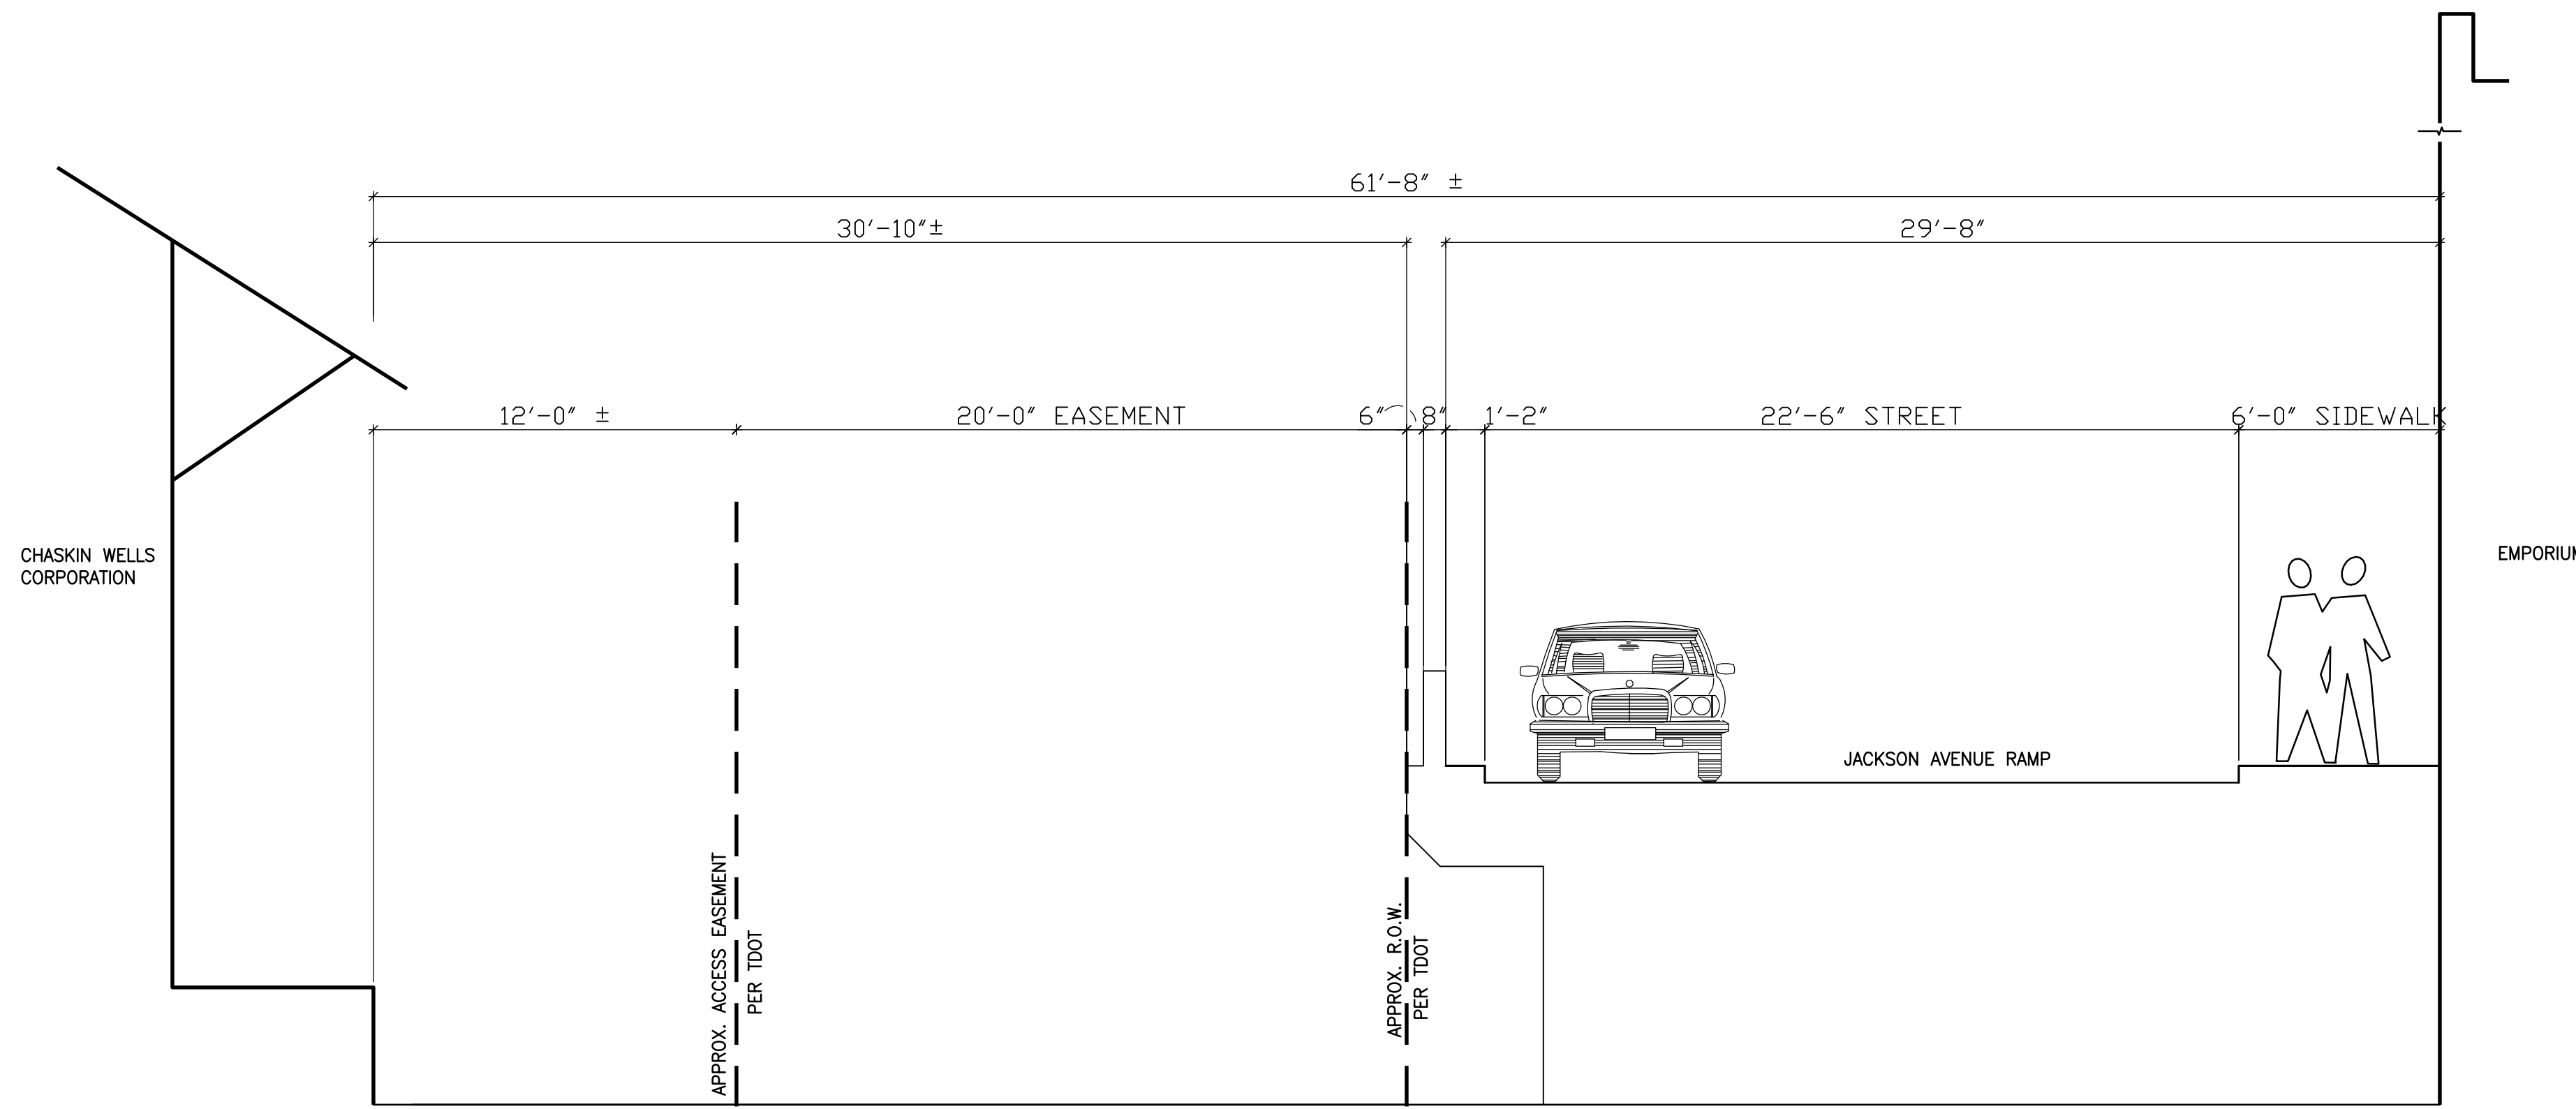 61'-8" ±
30'-10"±
29'-8"
12'-0" ±
20'-0" EASEMENT
6"
8"
1'-2"
22'-6" STREET
6'-0" SIDEWALK
CHASKIN WELLS
CORPORATION
EMPORIUM
JACKSON AVENUE RAMP
APPROX. ACCESS EASEMENT
PER TDOT
APPROX. R.O.W.
PER TDOT